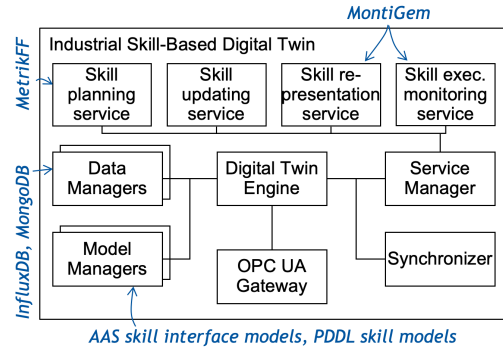 MontiGem
Industrial Skill-Based Digital Twin
MetrikFF
Skill
planning
service
Skill
updating
service
Skill re-
presentation
service
Skill exec.
monitoring
service
InfluxDB, MongoDB
Data
Managers
Digital Twin
Engine
Service
Manager
Model
Managers
OPC UA
Gateway
Synchronizer
AAS skill interface models, PDDL skill models